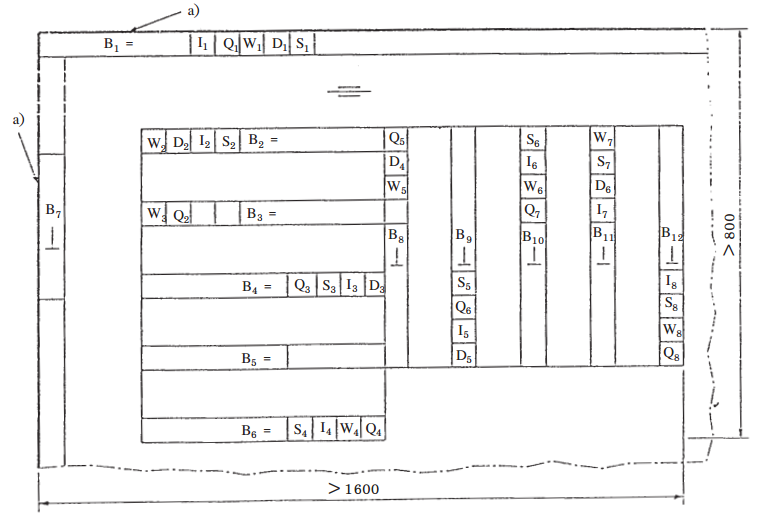 a)
B₁ = I₁ Q₁ W₁ D₁ S₁
a)
W₂ D₂ I₂ S₂ B₂ = Q₅ S₆ W₇
D₄ I₆ S₇
W₅ W₆ D₆
B₇ W₃ Q₂ B₃ = Q₇ I₇
B₈ B₉ B₁₀ B₁₁ B₁₂
> 800
B₄ = Q₃ S₃ I₃ D₃ S₅ I₈
Q₆ S₈
I₅ W₈
B₅ = D₅ Q₈
B₆ = S₄ I₄ W₄ Q₄
> 1600